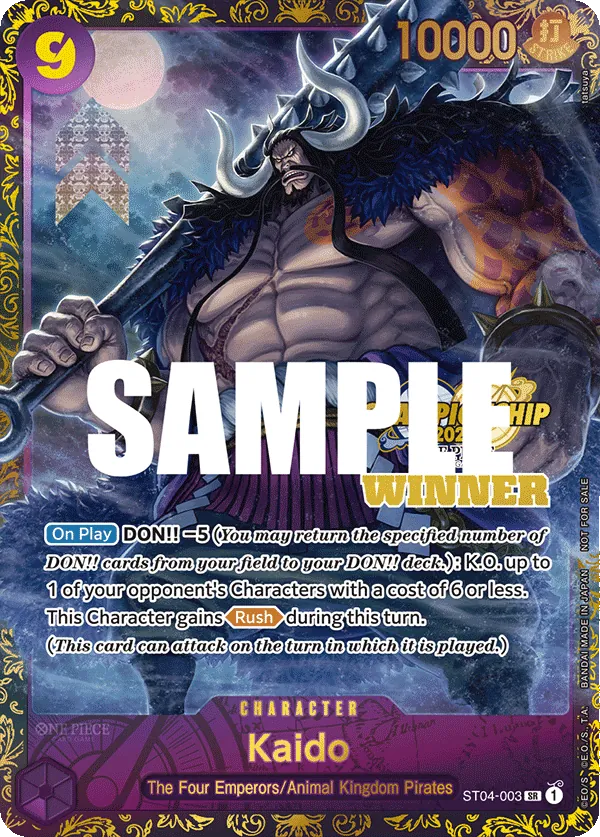 9
10000
打
STRIKE
tatsuya
SAMPLE
WINNER
On Play DON!! −5 (You may return the specified number of
DON!! cards from your field to your DON!! deck.): K.O. up to
1 of your opponent's Characters with a cost of 6 or less.
This Character gains Rush during this turn.
(This card can attack on the turn in which it is played.)
©E.O./S. ©E.O./S., T.A. BANDAI MADE IN JAPAN NOT FOR SALE
CHARACTER
ONE PIECE
CARD GAME
Kaido
The Four Emperors/Animal Kingdom Pirates
ST04-003 SR 1